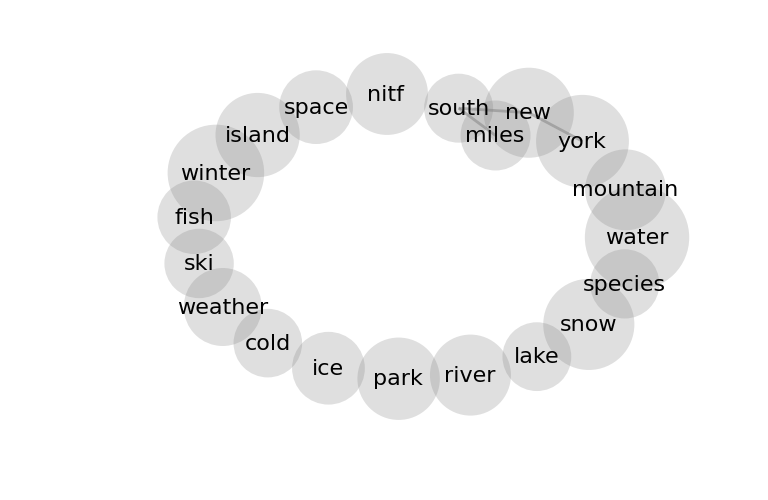 nitf
space
south
new
island
miles
york
winter
mountain
fish
water
ski
species
weather
snow
cold
lake
ice
river
park